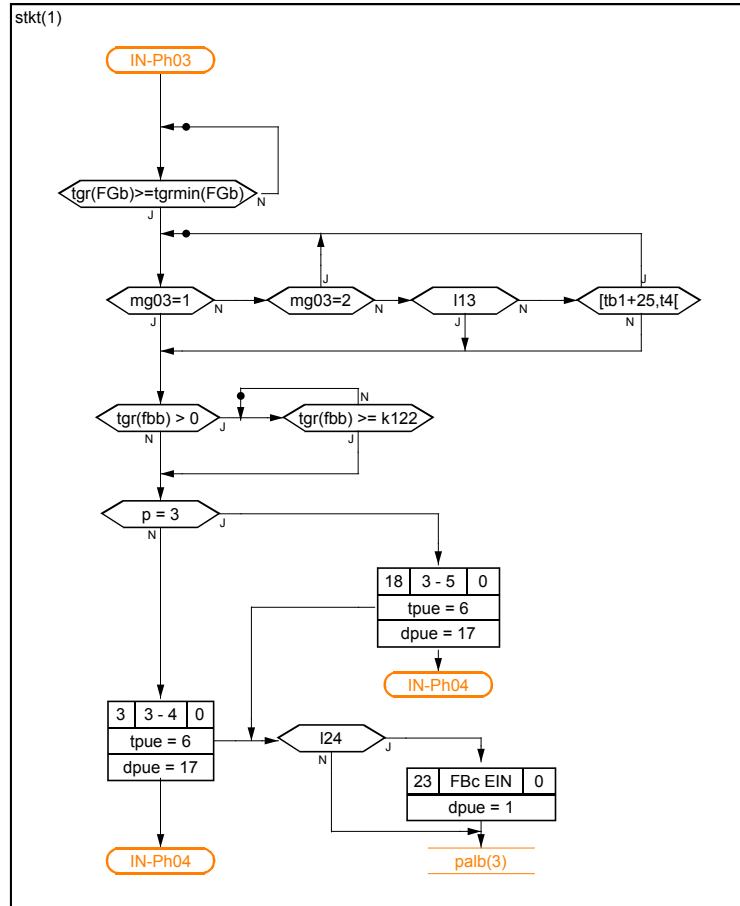 stkt(1)
IN-Ph03
tgr(FGb)>=tgrmin(FGb)
N
J
mg03=1
N
J
mg03=2
J
N
l13
N
J
[tb1+25,t4[
J
N
tgr(fbb) > 0
J
N
tgr(fbb) >= k122
N
J
p = 3
J
N
18 3 - 5 0
tpue = 6
dpue = 17
IN-Ph04
3 3 - 4 0
tpue = 6
dpue = 17
IN-Ph04
l24
J
N
23 FBc EIN 0
dpue = 1
palb(3)